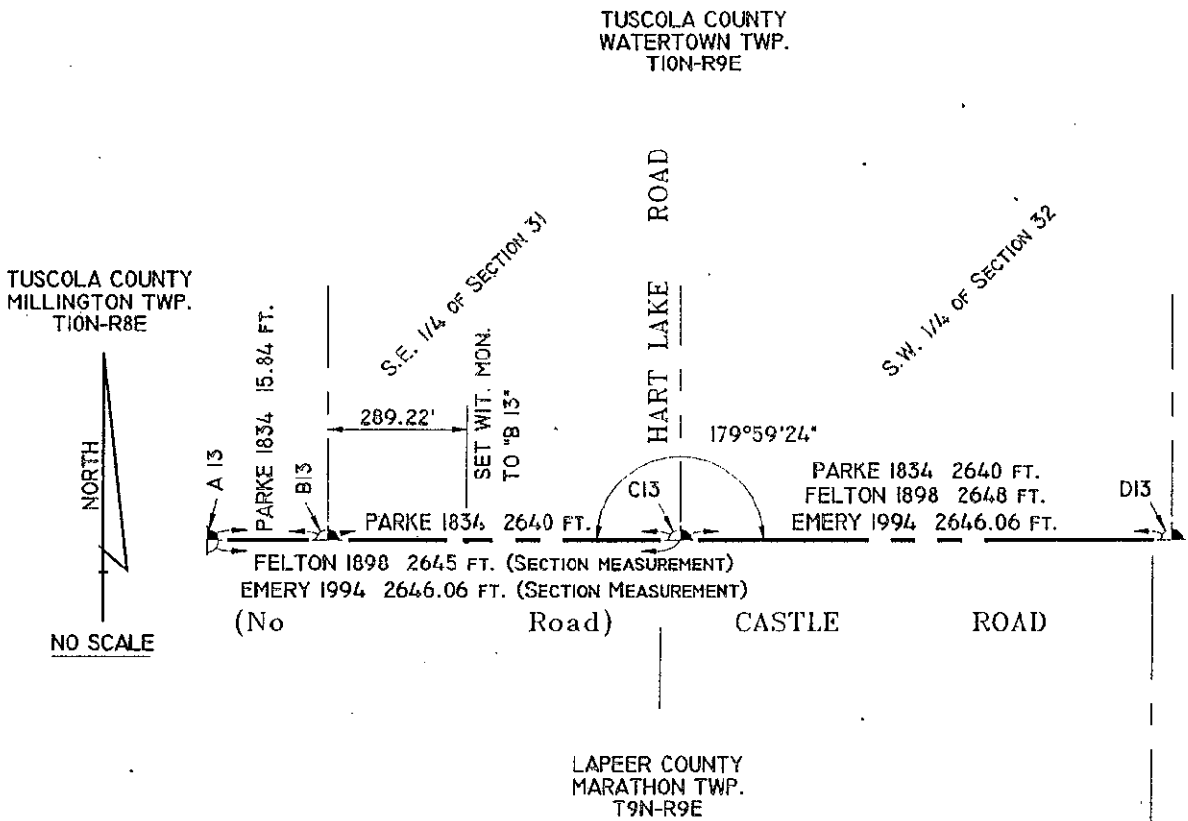 TUSCOLA COUNTY
WATERTOWN TWP.
T10N-R9E
TUSCOLA COUNTY
MILLINGTON TWP.
T10N-R8E
NORTH
NO SCALE
A 13
PARKE 1834 15.84 FT.
B13
S.E. 1/4 OF SECTION 31
289.22'
SET WIT. MON.
TO "B 13"
HART LAKE ROAD
S.W. 1/4 OF SECTION 32
179°59'24"
PARKE 1834 2640 FT.
C13
PARKE 1834 2640 FT.
FELTON 1898 2648 FT.
EMERY 1994 2646.06 FT.
D13
FELTON 1898 2645 FT. (SECTION MEASUREMENT)
EMERY 1994 2646.06 FT. (SECTION MEASUREMENT)
(No Road) CASTLE ROAD
LAPEER COUNTY
MARATHON TWP.
T9N-R9E